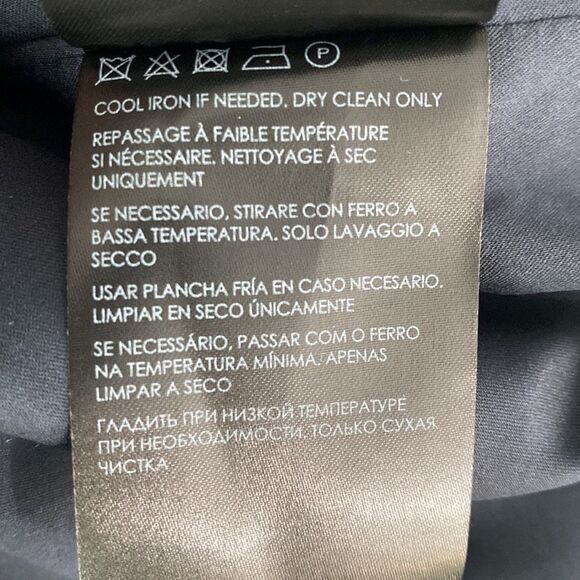 P
COOL IRON IF NEEDED. DRY CLEAN ONLY
REPASSAGE À FAIBLE TEMPÉRATURE
SI NÉCESSAIRE. NETTOYAGE À SEC
UNIQUEMENT
SE NECESSARIO, STIRARE CON FERRO A
BASSA TEMPERATURA. SOLO LAVAGGIO A
SECCO
USAR PLANCHA FRÍA EN CASO NECESARIO.
LIMPIAR EN SECO ÚNICAMENTE
SE NECESSÁRIO, PASSAR COM O FERRO
NA TEMPERATURA MÍNIMA. APENAS
LIMPAR A SECO
ГЛАДИТЬ ПРИ НИЗКОЙ ТЕМПЕРАТУРЕ
ПРИ НЕОБХОДИМОСТИ. ТОЛЬКО СУХАЯ
ЧИСТКА